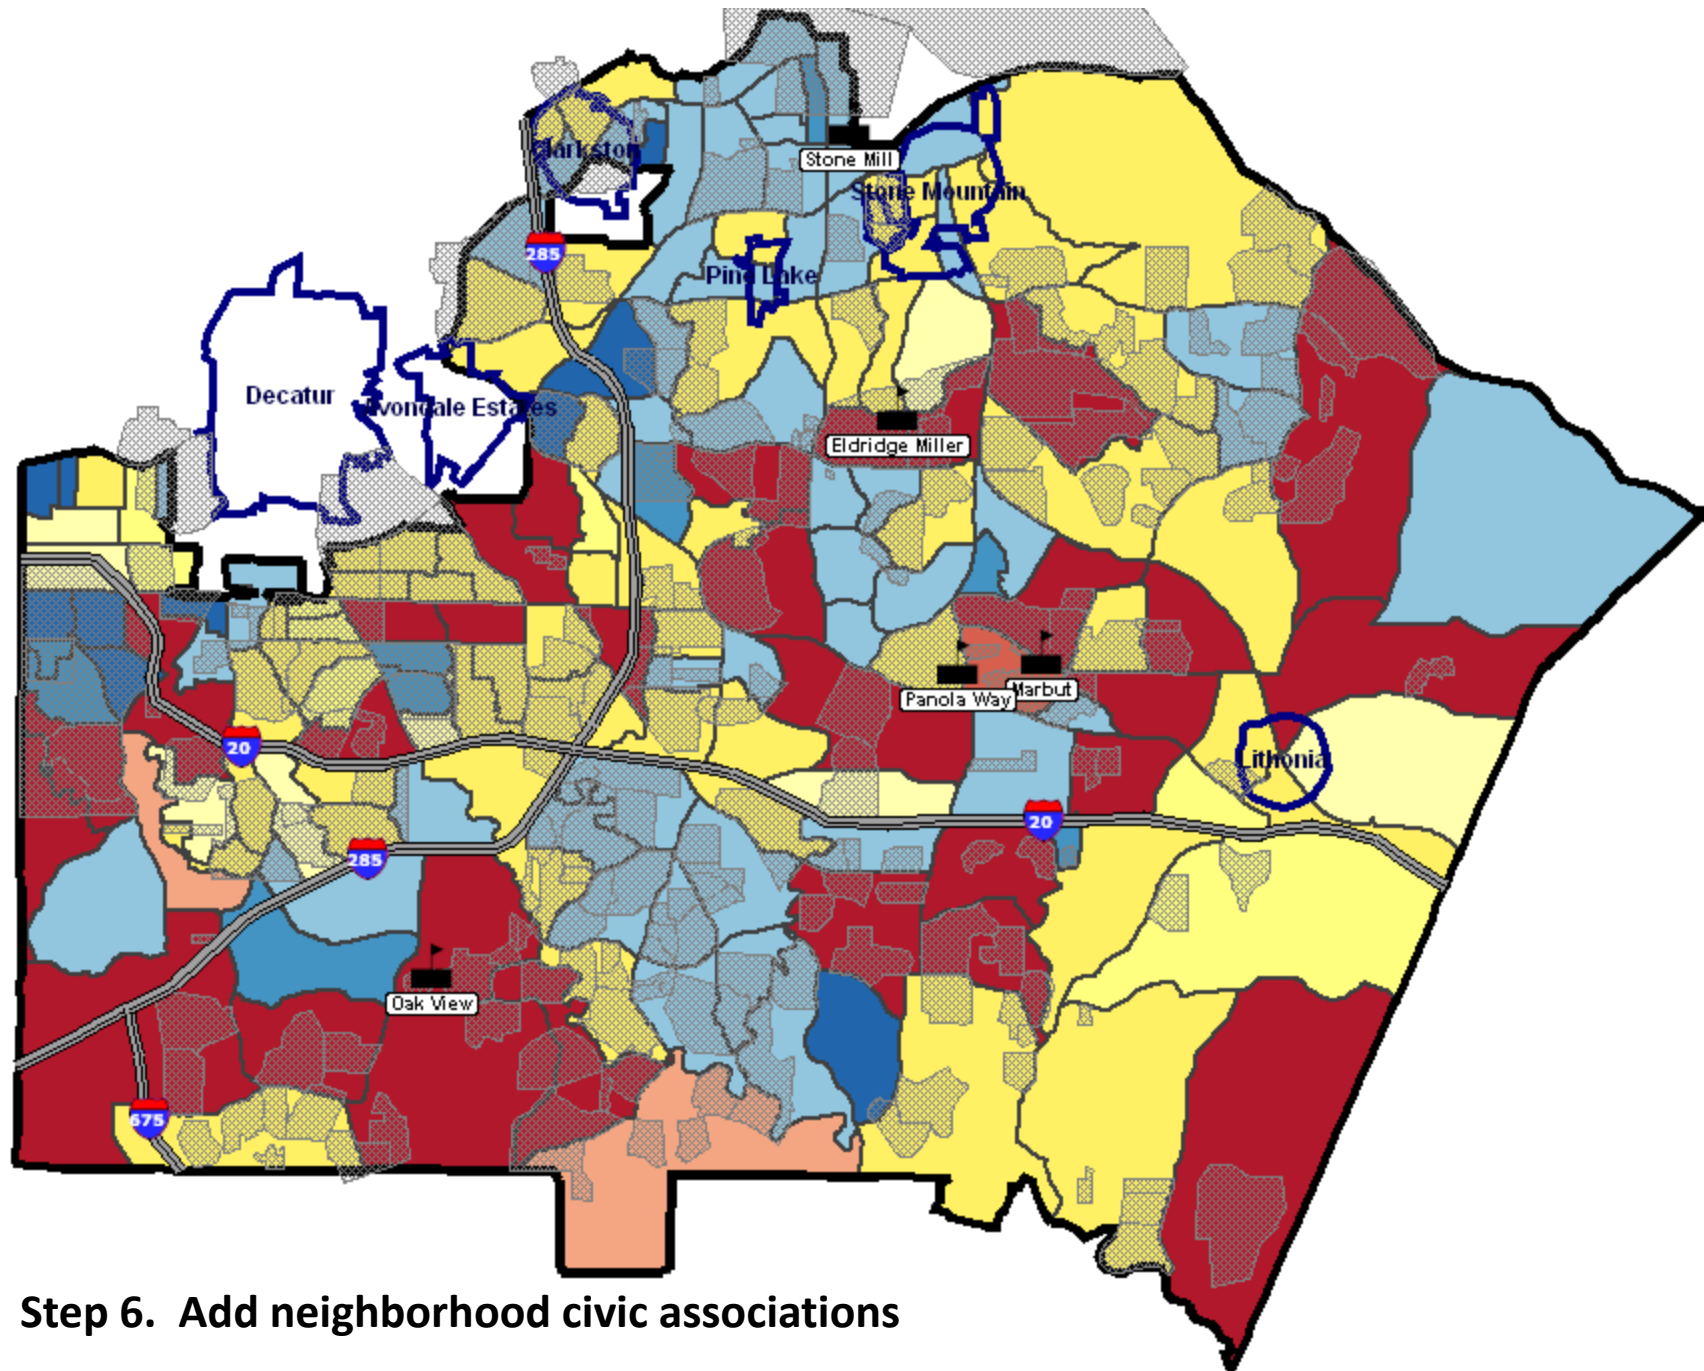 Clarkston
Stone Mill
Stone Mountain
285
Pine Lake
Decatur
Avondale Estates
Eldridge Miller
Marbut
Panola Way
20
Lithonia
20
285
Oak View
675
Step 6. Add neighborhood civic associations